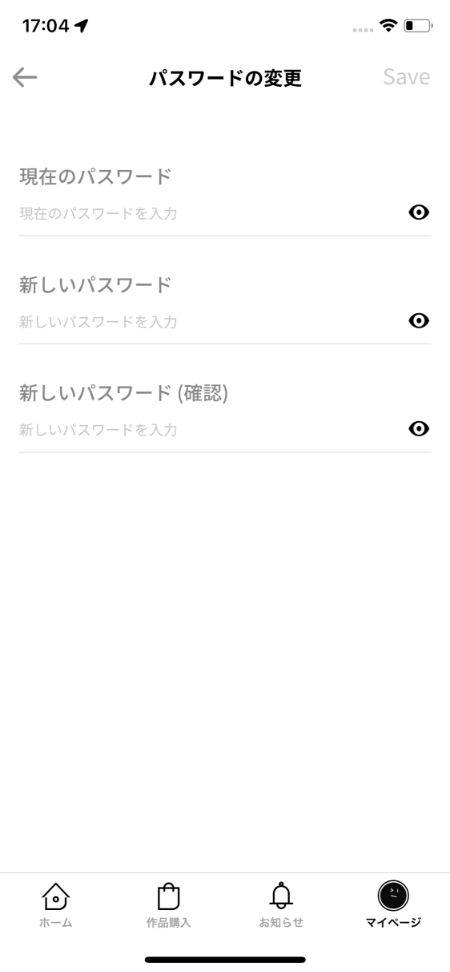 17:04
パスワードの変更 Save
現在のパスワード
現在のパスワードを入力
新しいパスワード
新しいパスワードを入力
新しいパスワード (確認)
新しいパスワードを入力
ホーム 作品購入 お知らせ マイページ